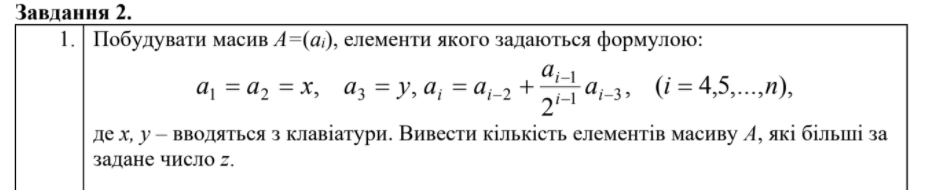 Завдання 2.
1. Побудувати масив A=(aᵢ), елементи якого задаються формулою:
a₁ = a₂ = x, a₃ = y, aᵢ = aᵢ₋₂ + (aᵢ₋₁ / 2ⁱ⁻¹) aᵢ₋₃, (i = 4,5,...,n),
де x, y – вводяться з клавіатури. Вивести кількість елементів масиву A, які більші за
задане число z.